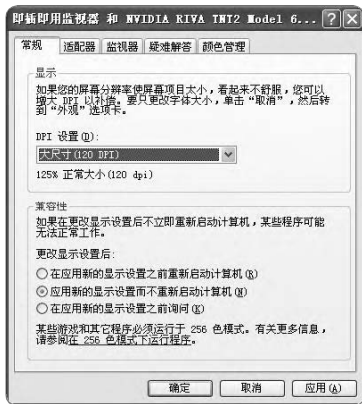 即插即用监视器 和 NVIDIA RIVA TNT2 Model 6...
常规 适配器 监视器 疑难解答 颜色管理
显示
如果您的屏幕分辨率使屏幕项目太小，看起来不舒服，您可以
增大 DPI 以补偿。要只更改字体大小，单击“取消”，然后转
到“外观”选项卡。
DPI 设置(D):
大尺寸(120 DPI)
125% 正常大小(120 dpi)
兼容性
如果在更改显示设置后不立即重新启动计算机，某些程序可能
无法正常工作。
更改显示设置后:
在应用新的显示设置之前重新启动计算机(R)
应用新的显示设置而不重新启动计算机(N)
在应用新的显示设置之前询问(K)
某些游戏和其它程序必须运行于 256 色模式。有关更多信息，
请参阅在 256 色模式下运行程序。
确定 取消 应用(A)